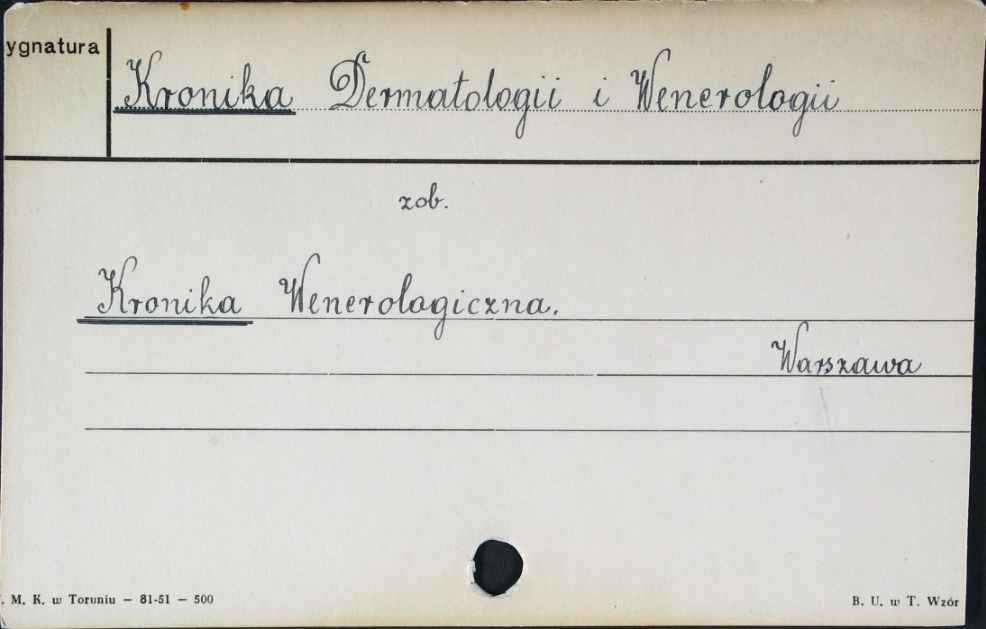 ygnatura
Kronika Dermatologii i Wenerologii
zob.
Kronika Wenerologiczna.
Warszawa
. M. K. w Toruniu — 81-51 — 500
B. U. w T. Wzór